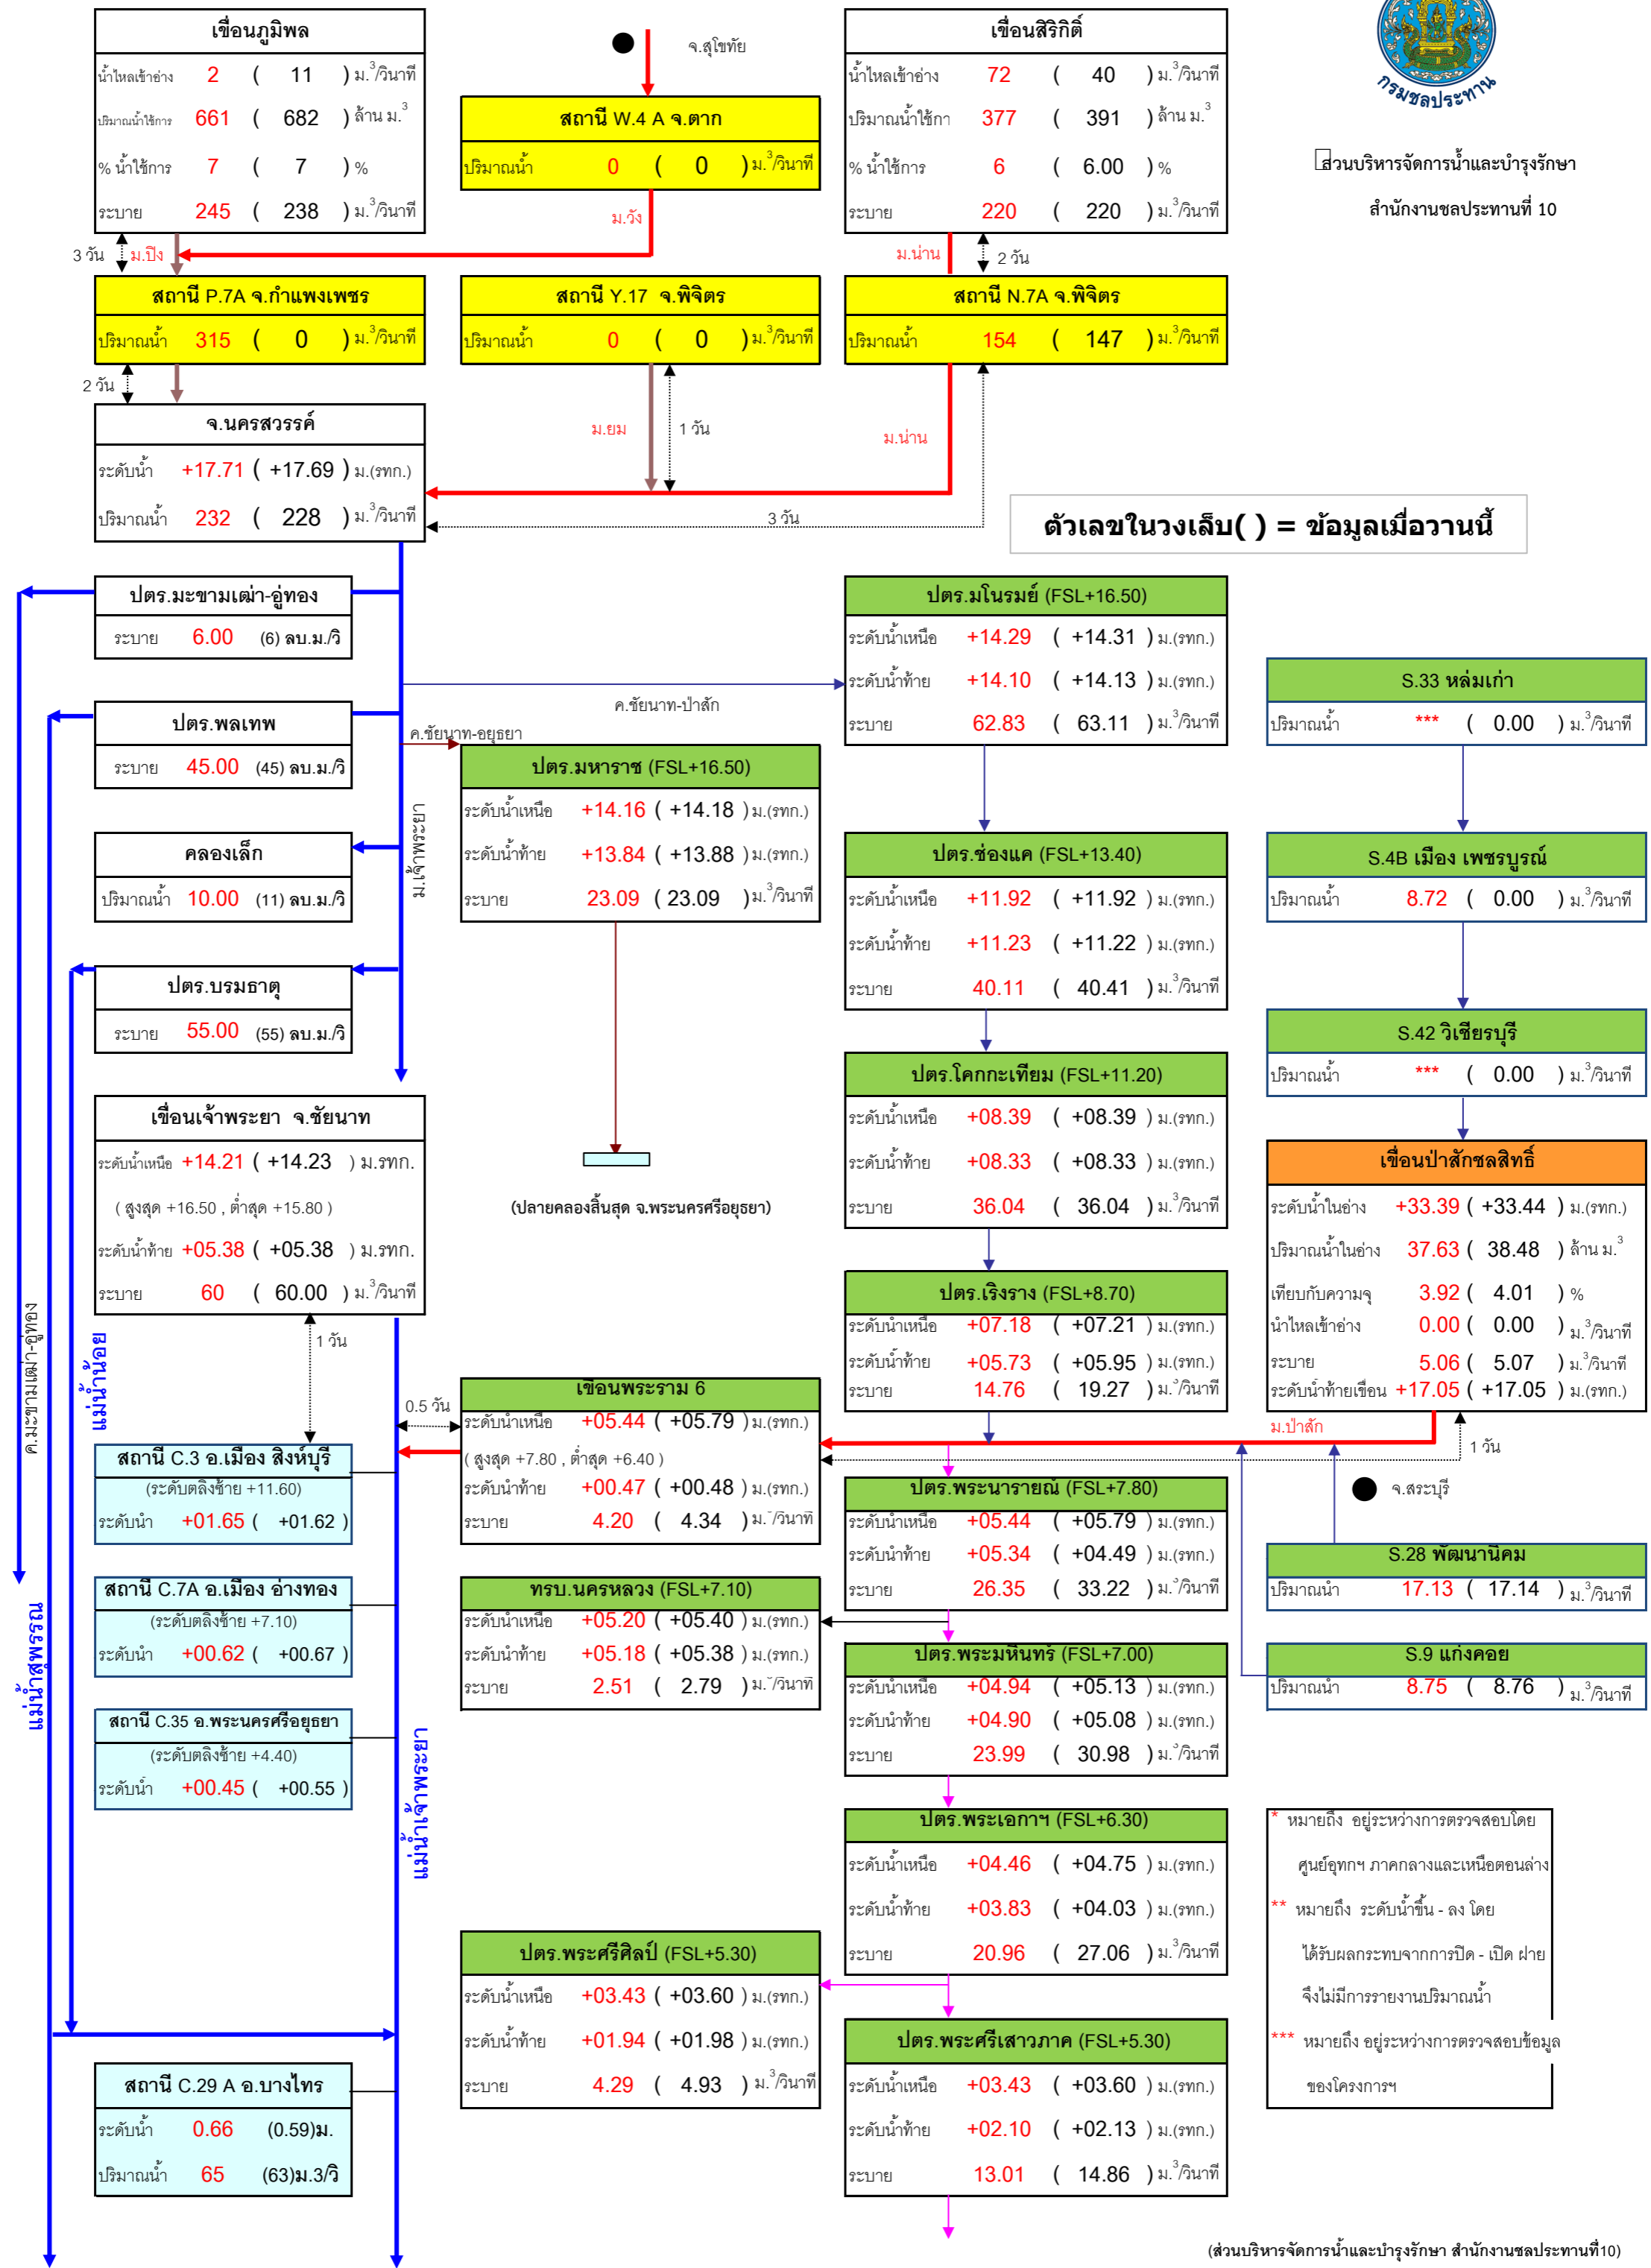 เขื่อนภูมิพล
น้ำไหลเข้าอ่าง 2 ( 11 ) ม.³/วินาที
ปริมาณน้ำใช้การ 661 ( 682 ) ล้าน ม.³
% น้ำใช้การ 7 ( 7 ) %
ระบาย 245 ( 238 ) ม.³/วินาที
จ.สุโขทัย
สถานี W.4 A จ.ตาก
ปริมาณน้ำ 0 ( 0 ) ม.³/วินาที
เขื่อนสิริกิติ์
น้ำไหลเข้าอ่าง 72 ( 40 ) ม.³/วินาที
ปริมาณน้ำใช้กา 377 ( 391 ) ล้าน ม.³
% น้ำใช้การ 6 ( 6.00 ) %
ระบาย 220 ( 220 ) ม.³/วินาที
กรมชลประทาน
ส่วนบริหารจัดการน้ำและบำรุงรักษา
สำนักงานชลประทานที่ 10
3 วัน ม.ปิง
ม.วัง
ม.น่าน
2 วัน
สถานี P.7A จ.กำแพงเพชร
ปริมาณน้ำ 315 ( 0 ) ม.³/วินาที
สถานี Y.17 จ.พิจิตร
ปริมาณน้ำ 0 ( 0 ) ม.³/วินาที
สถานี N.7A จ.พิจิตร
ปริมาณน้ำ 154 ( 147 ) ม.³/วินาที
2 วัน
จ.นครสวรรค์
ระดับน้ำ +17.71 ( +17.69 ) ม.(รทก.)
ปริมาณน้ำ 232 ( 228 ) ม.³/วินาที
ม.ยม
1 วัน
ม.น่าน
3 วัน
ตัวเลขในวงเล็บ( ) = ข้อมูลเมื่อวานนี้
ปตร.มะขามเฒ่า-อู่ทอง
ระบาย 6.00 (6) ลบ.ม./วิ
ปตร.พลเทพ
ระบาย 45.00 (45) ลบ.ม./วิ
คลองเล็ก
ปริมาณน้ำ 10.00 (11) ลบ.ม./วิ
ปตร.บรมธาตุ
ระบาย 55.00 (55) ลบ.ม./วิ
ม.เจ้าพระยา
ค.ชัยนาท-ป่าสัก
ค.ชัยนาท-อยุธยา
ปตร.มหาราช (FSL+16.50)
ระดับน้ำเหนือ +14.16 ( +14.18 ) ม.(รทก.)
ระดับน้ำท้าย +13.84 ( +13.88 ) ม.(รทก.)
ระบาย 23.09 ( 23.09 ) ม.³/วินาที
(ปลายคลองสิ้นสุด จ.พระนครศรีอยุธยา)
ปตร.มโนรมย์ (FSL+16.50)
ระดับน้ำเหนือ +14.29 ( +14.31 ) ม.(รทก.)
ระดับน้ำท้าย +14.10 ( +14.13 ) ม.(รทก.)
ระบาย 62.83 ( 63.11 ) ม.³/วินาที
ปตร.ช่องแค (FSL+13.40)
ระดับน้ำเหนือ +11.92 ( +11.92 ) ม.(รทก.)
ระดับน้ำท้าย +11.23 ( +11.22 ) ม.(รทก.)
ระบาย 40.11 ( 40.41 ) ม.³/วินาที
ปตร.โคกกะเทียม (FSL+11.20)
ระดับน้ำเหนือ +08.39 ( +08.39 ) ม.(รทก.)
ระดับน้ำท้าย +08.33 ( +08.33 ) ม.(รทก.)
ระบาย 36.04 ( 36.04 ) ม.³/วินาที
ปตร.เริงราง (FSL+8.70)
ระดับน้ำเหนือ +07.18 ( +07.21 ) ม.(รทก.)
ระดับน้ำท้าย +05.73 ( +05.95 ) ม.(รทก.)
ระบาย 14.76 ( 19.27 ) ม.³/วินาที
S.33 หล่มเก่า
ปริมาณน้ำ *** ( 0.00 ) ม.³/วินาที
S.4B เมือง เพชรบูรณ์
ปริมาณน้ำ 8.72 ( 0.00 ) ม.³/วินาที
S.42 วิเชียรบุรี
ปริมาณน้ำ *** ( 0.00 ) ม.³/วินาที
เขื่อนป่าสักชลสิทธิ์
ระดับน้ำในอ่าง +33.39 ( +33.44 ) ม.(รทก.)
ปริมาณน้ำในอ่าง 37.63 ( 38.48 ) ล้าน ม.³
เทียบกับความจุ 3.92 ( 4.01 ) %
น้ำไหลเข้าอ่าง 0.00 ( 0.00 ) ม.³/วินาที
ระบาย 5.06 ( 5.07 ) ม.³/วินาที
ระดับน้ำท้ายเขื่อน +17.05 ( +17.05 ) ม.(รทก.)
ม.ป่าสัก
1 วัน
จ.สระบุรี
เขื่อนเจ้าพระยา จ.ชัยนาท
ระดับน้ำเหนือ +14.21 ( +14.23 ) ม.รทก.
( สูงสุด +16.50 , ต่ำสุด +15.80 )
ระดับน้ำท้าย +05.38 ( +05.38 ) ม.รทก.
ระบาย 60 ( 60.00 ) ม.³/วินาที
1 วัน
0.5 วัน
ค.มะขามเฒ่า-อู่ทอง
แม่น้ำน้อย
แม่น้ำสุพรรณ
แม่น้ำเจ้าพระยา
เขื่อนพระราม 6
ระดับน้ำเหนือ +05.44 ( +05.79 ) ม.(รทก.)
( สูงสุด +7.80 , ต่ำสุด +6.40 )
ระดับน้ำท้าย +00.47 ( +00.48 ) ม.(รทก.)
ระบาย 4.20 ( 4.34 ) ม.³/วินาที
สถานี C.3 อ.เมือง สิงห์บุรี
(ระดับตลิ่งซ้าย +11.60)
ระดับน้ำ +01.65 ( +01.62 )
สถานี C.7A อ.เมือง อ่างทอง
(ระดับตลิ่งซ้าย +7.10)
ระดับน้ำ +00.62 ( +00.67 )
สถานี C.35 อ.พระนครศรีอยุธยา
(ระดับตลิ่งซ้าย +4.40)
ระดับน้ำ +00.45 ( +00.55 )
ทรบ.นครหลวง (FSL+7.10)
ระดับน้ำเหนือ +05.20 ( +05.40 ) ม.(รทก.)
ระดับน้ำท้าย +05.18 ( +05.38 ) ม.(รทก.)
ระบาย 2.51 ( 2.79 ) ม.³/วินาที
ปตร.พระนารายณ์ (FSL+7.80)
ระดับน้ำเหนือ +05.44 ( +05.79 ) ม.(รทก.)
ระดับน้ำท้าย +05.34 ( +04.49 ) ม.(รทก.)
ระบาย 26.35 ( 33.22 ) ม.³/วินาที
ปตร.พระมหินทร์ (FSL+7.00)
ระดับน้ำเหนือ +04.94 ( +05.13 ) ม.(รทก.)
ระดับน้ำท้าย +04.90 ( +05.08 ) ม.(รทก.)
ระบาย 23.99 ( 30.98 ) ม.³/วินาที
S.28 พัฒนานิคม
ปริมาณน้ำ 17.13 ( 17.14 ) ม.³/วินาที
S.9 แก่งคอย
ปริมาณน้ำ 8.75 ( 8.76 ) ม.³/วินาที
ปตร.พระเอกาฯ (FSL+6.30)
ระดับน้ำเหนือ +04.46 ( +04.75 ) ม.(รทก.)
ระดับน้ำท้าย +03.83 ( +04.03 ) ม.(รทก.)
ระบาย 20.96 ( 27.06 ) ม.³/วินาที
ปตร.พระศรีศิลป์ (FSL+5.30)
ระดับน้ำเหนือ +03.43 ( +03.60 ) ม.(รทก.)
ระดับน้ำท้าย +01.94 ( +01.98 ) ม.(รทก.)
ระบาย 4.29 ( 4.93 ) ม.³/วินาที
ปตร.พระศรีเสาวภาค (FSL+5.30)
ระดับน้ำเหนือ +03.43 ( +03.60 ) ม.(รทก.)
ระดับน้ำท้าย +02.10 ( +02.13 ) ม.(รทก.)
ระบาย 13.01 ( 14.86 ) ม.³/วินาที
* หมายถึง อยู่ระหว่างการตรวจสอบโดย
ศูนย์อุทกฯ ภาคกลางและเหนือตอนล่าง
** หมายถึง ระดับน้ำขึ้น - ลง โดย
ได้รับผลกระทบจากการปิด - เปิด ฝาย
จึงไม่มีการรายงานปริมาณน้ำ
*** หมายถึง อยู่ระหว่างการตรวจสอบข้อมูล
ของโครงการฯ
สถานี C.29 A อ.บางไทร
ระดับน้ำ 0.66 (0.59)ม.
ปริมาณน้ำ 65 (63)ม.3/วิ
(ส่วนบริหารจัดการน้ำและบำรุงรักษา สำนักงานชลประทานที่10)